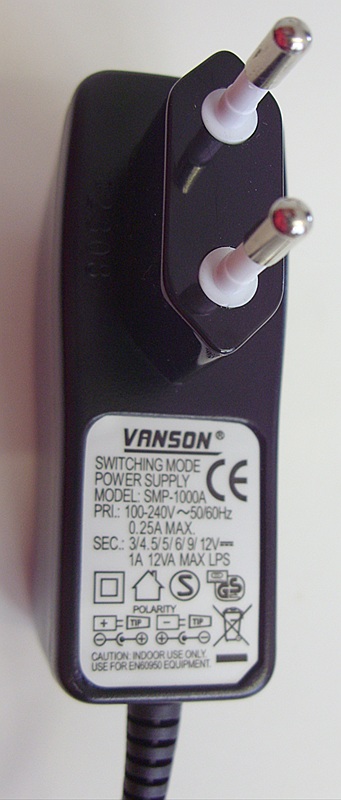 VANSON®
SWITCHING MODE
POWER SUPPLY
MODEL: SMP-1000A
CE
PRI.: 100-240V~50/60Hz
0.25A MAX.
SEC.: 3/4.5/5/6/9/12V⎓
1A 12VA MAX LPS
S
GS
POLARITY
+ TIP − TIP
− + + −
CAUTION: INDOOR USE ONLY.
USE FOR EN60950 EQUIPMENT.